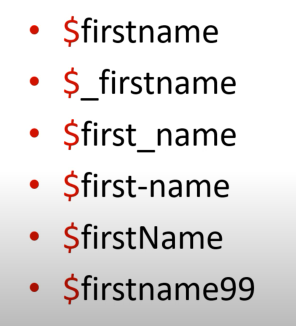 • $firstname
• $_firstname
• $first_name
• $first-name
• $firstName
• $firstname99